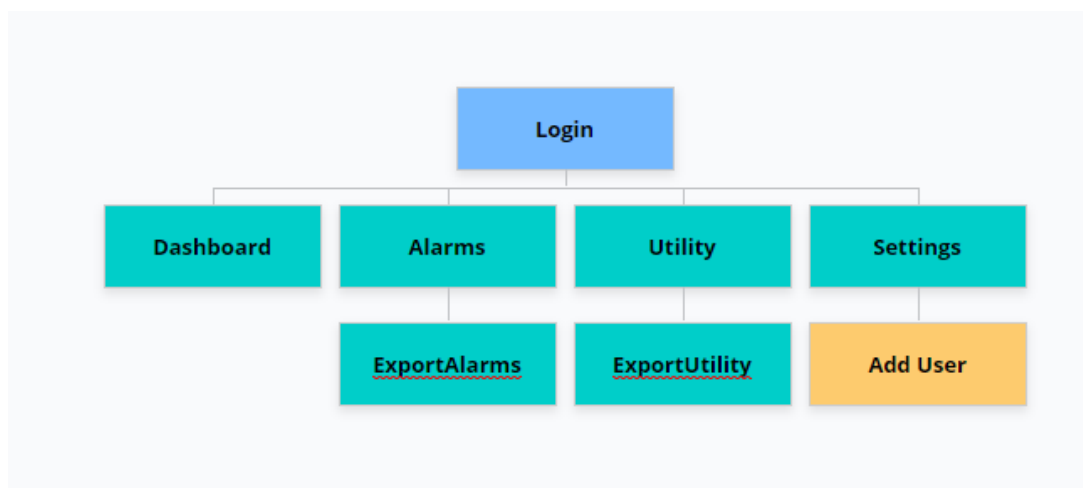 Login
Dashboard
Alarms
Utility
Settings
ExportAlarms
ExportUtility
Add User